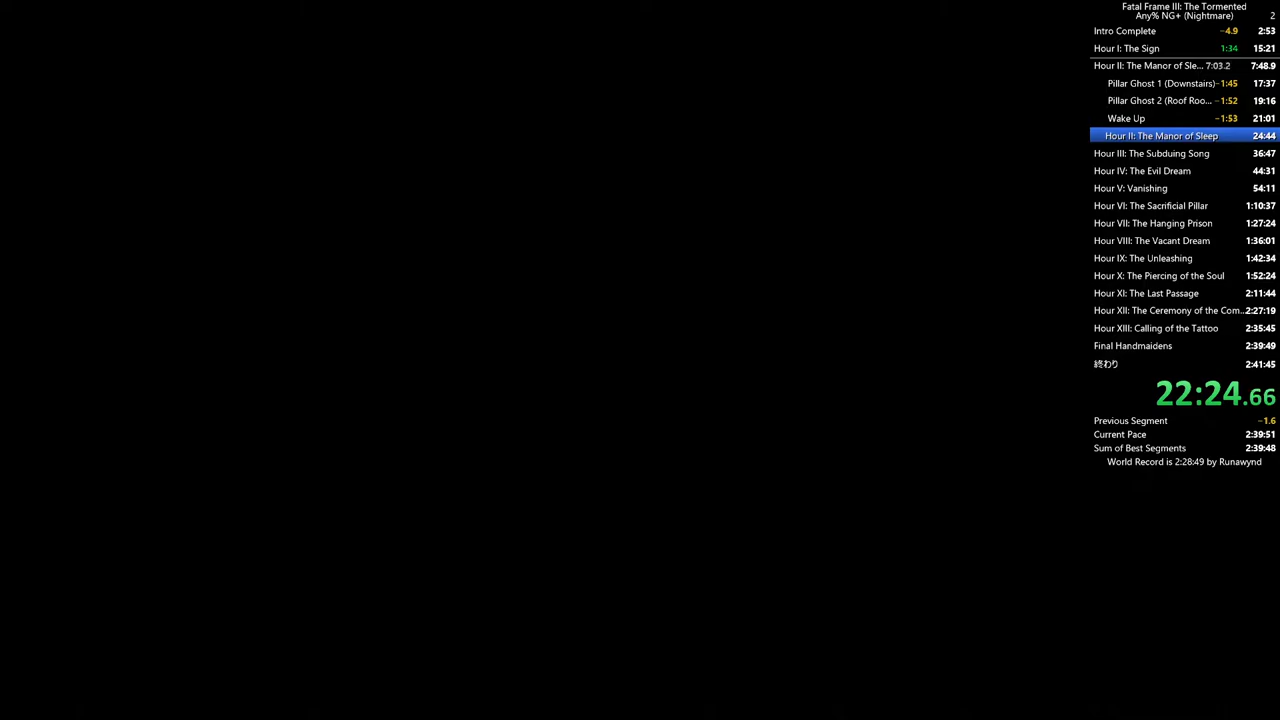 Fatal Frame III: The Tormented
Any% NG+ (Nightmare) 2
Intro Complete −4.9 2:53
Hour I: The Sign 1:34 15:21
Hour II: The Manor of Sle... 7:03.2 7:48.9
Pillar Ghost 1 (Downstairs) −1:45 17:37
Pillar Ghost 2 (Roof Roo... −1:52 19:16
Wake Up −1:53 21:01
Hour II: The Manor of Sleep 24:44
Hour III: The Subduing Song 36:47
Hour IV: The Evil Dream 44:31
Hour V: Vanishing 54:11
Hour VI: The Sacrificial Pillar 1:10:37
Hour VII: The Hanging Prison 1:27:24
Hour VIII: The Vacant Dream 1:36:01
Hour IX: The Unleashing 1:42:34
Hour X: The Piercing of the Soul 1:52:24
Hour XI: The Last Passage 2:11:44
Hour XII: The Ceremony of the Com... 2:27:19
Hour XIII: Calling of the Tattoo 2:35:45
Final Handmaidens 2:39:49
終わり 2:41:45
22:24.66
Previous Segment −1.6
Current Pace 2:39:51
Sum of Best Segments 2:39:48
World Record is 2:28:49 by Runawynd